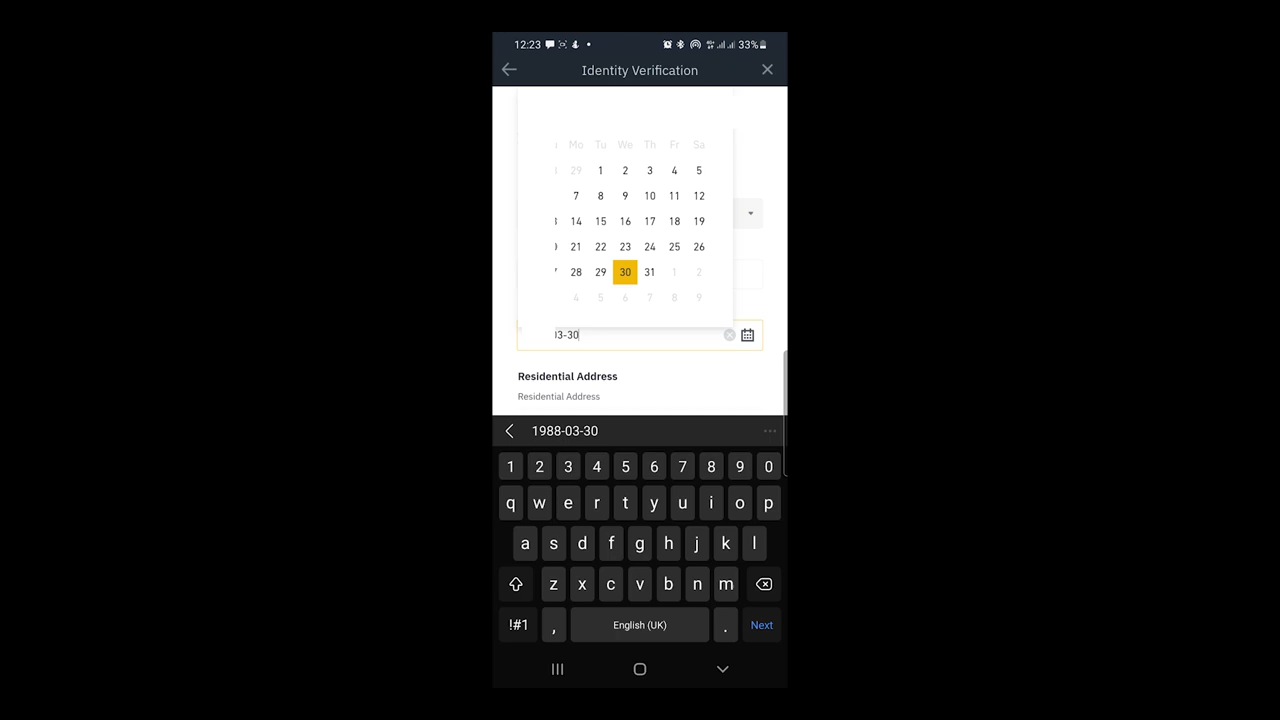 12:23 33%
Identity Verification
Mo Tu We Th Fr Sa
29 1 2 3 4 5
7 8 9 10 11 12
14 15 16 17 18 19
21 22 23 24 25 26
28 29 30 31 1 2
4 5 6 7 8 9
03-30
Residential Address
Residential Address
1988-03-30
1 2 3 4 5 6 7 8 9 0
q w e r t y u i o p
a s d f g h j k l
z x c v b n m
!#1 , English (UK) . Next